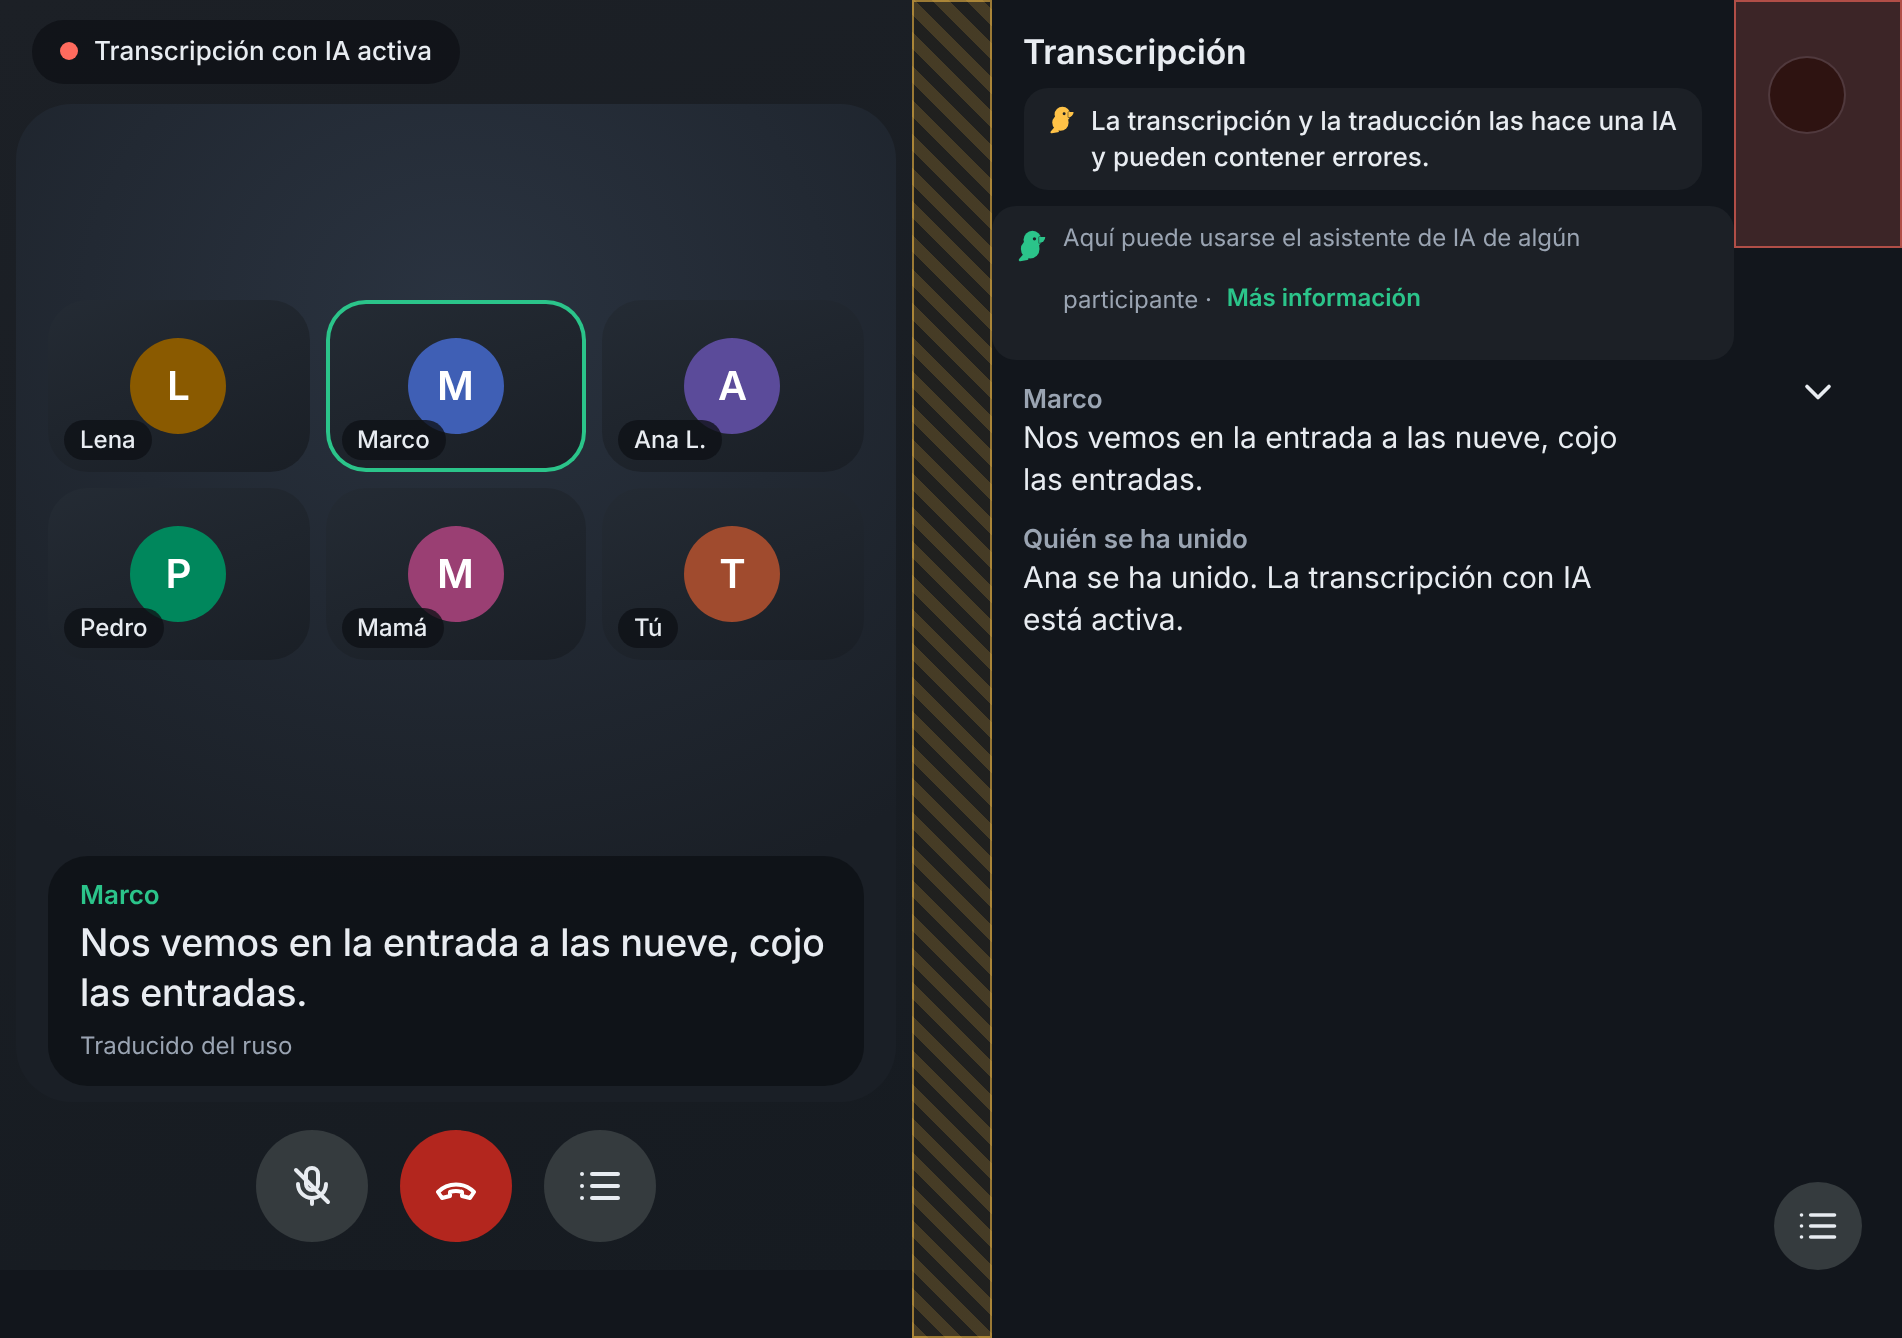 Transcripción con IA activa
L
Lena
M
Marco
A
Ana L.
P
Pedro
M
Mamá
T
Tú
Marco
Nos vemos en la entrada a las nueve, cojo
las entradas.
Traducido del ruso
Transcripción
La transcripción y la traducción las hace una IA
y pueden contener errores.
Aquí puede usarse el asistente de IA de algún
participante · Más información
Marco
Nos vemos en la entrada a las nueve, cojo
las entradas.
Quién se ha unido
Ana se ha unido. La transcripción con IA
está activa.